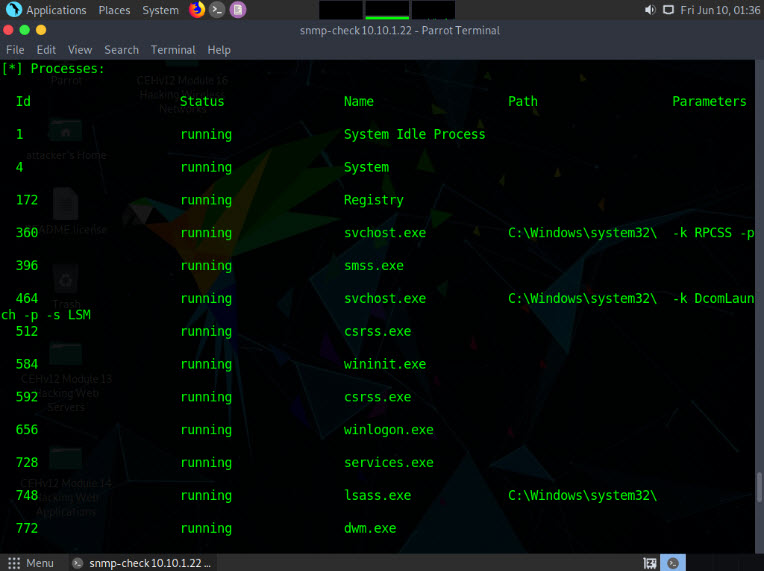 Applications Places System Fri Jun 10, 01:36
snmp-check 10.10.1.22 - Parrot Terminal
File Edit View Search Terminal Help
[*] Processes:
Id Status Name Path Parameters
1 running System Idle Process
4 running System
172 running Registry
360 running svchost.exe C:\Windows\system32\ -k RPCSS -p
396 running smss.exe
464 running svchost.exe C:\Windows\system32\ -k DcomLaun
ch -p -s LSM
512 running csrss.exe
584 running wininit.exe
592 running csrss.exe
656 running winlogon.exe
728 running services.exe
748 running lsass.exe C:\Windows\system32\
772 running dwm.exe
Parrot
CEHv12 Module 16
Hacking Wireless
Networks
attacker's Home
README.license
Trash
CEHv12 Module 13
Hacking Web
Servers
CEHv12 Module 14
Hacking Web
Applications
Menu snmp-check 10.10.1.22 ...